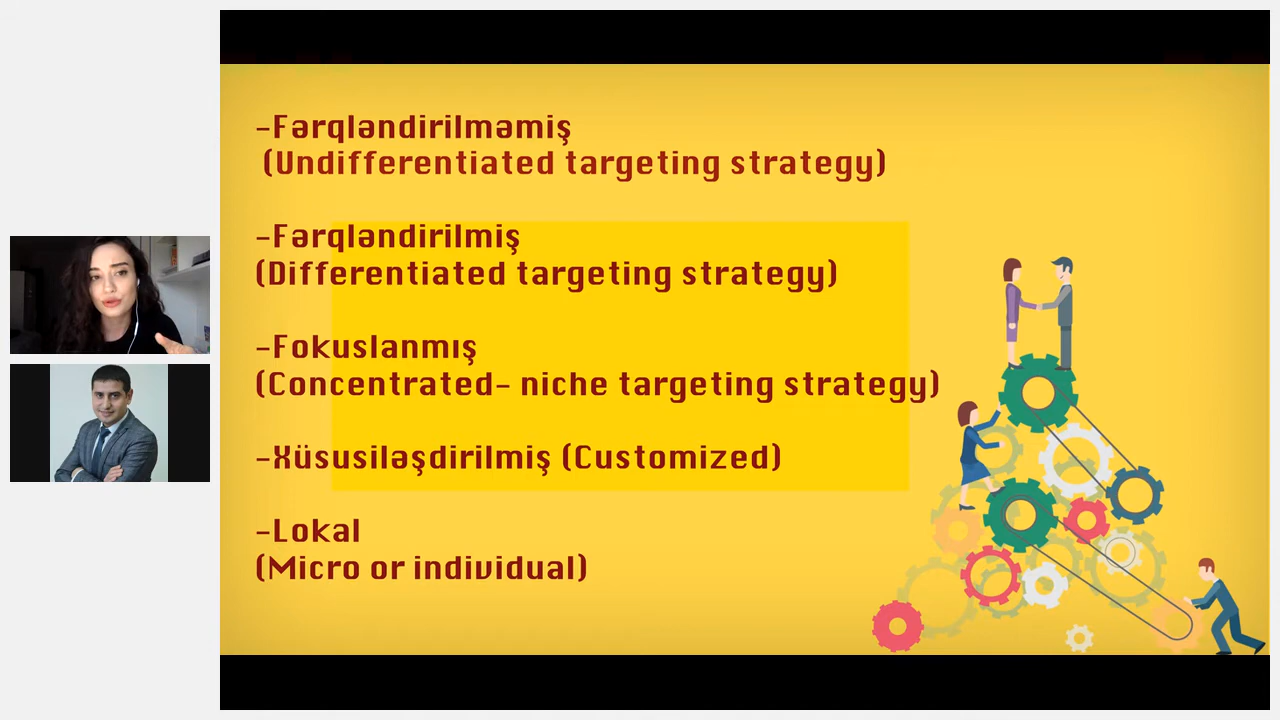 -Fərqləndirilməmiş
(Undifferentiated targeting strategy)
-Fərqləndirilmiş
(Differentiated targeting strategy)
-Fokuslanmış
(Concentrated- niche targeting strategy)
-Xüsusiləşdirilmiş (Customized)
-Lokal
(Micro or individual)